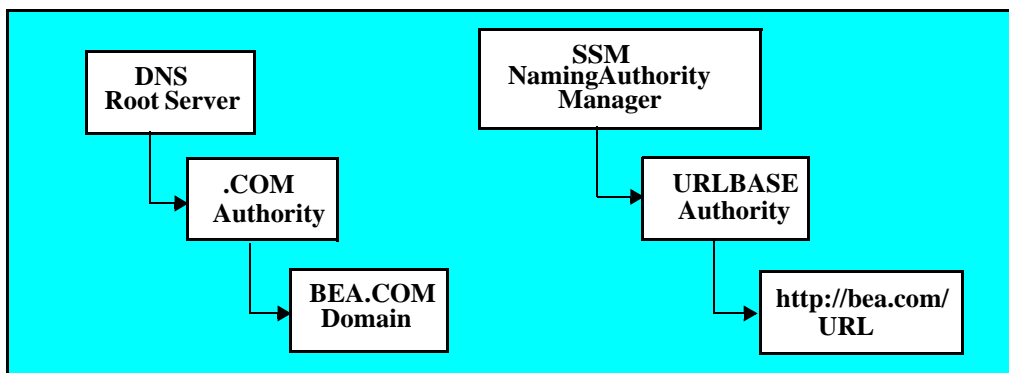 DNS
Root Server
.COM
Authority
BEA.COM
Domain
SSM
NamingAuthority
Manager
URLBASE
Authority
http://bea.com/
URL